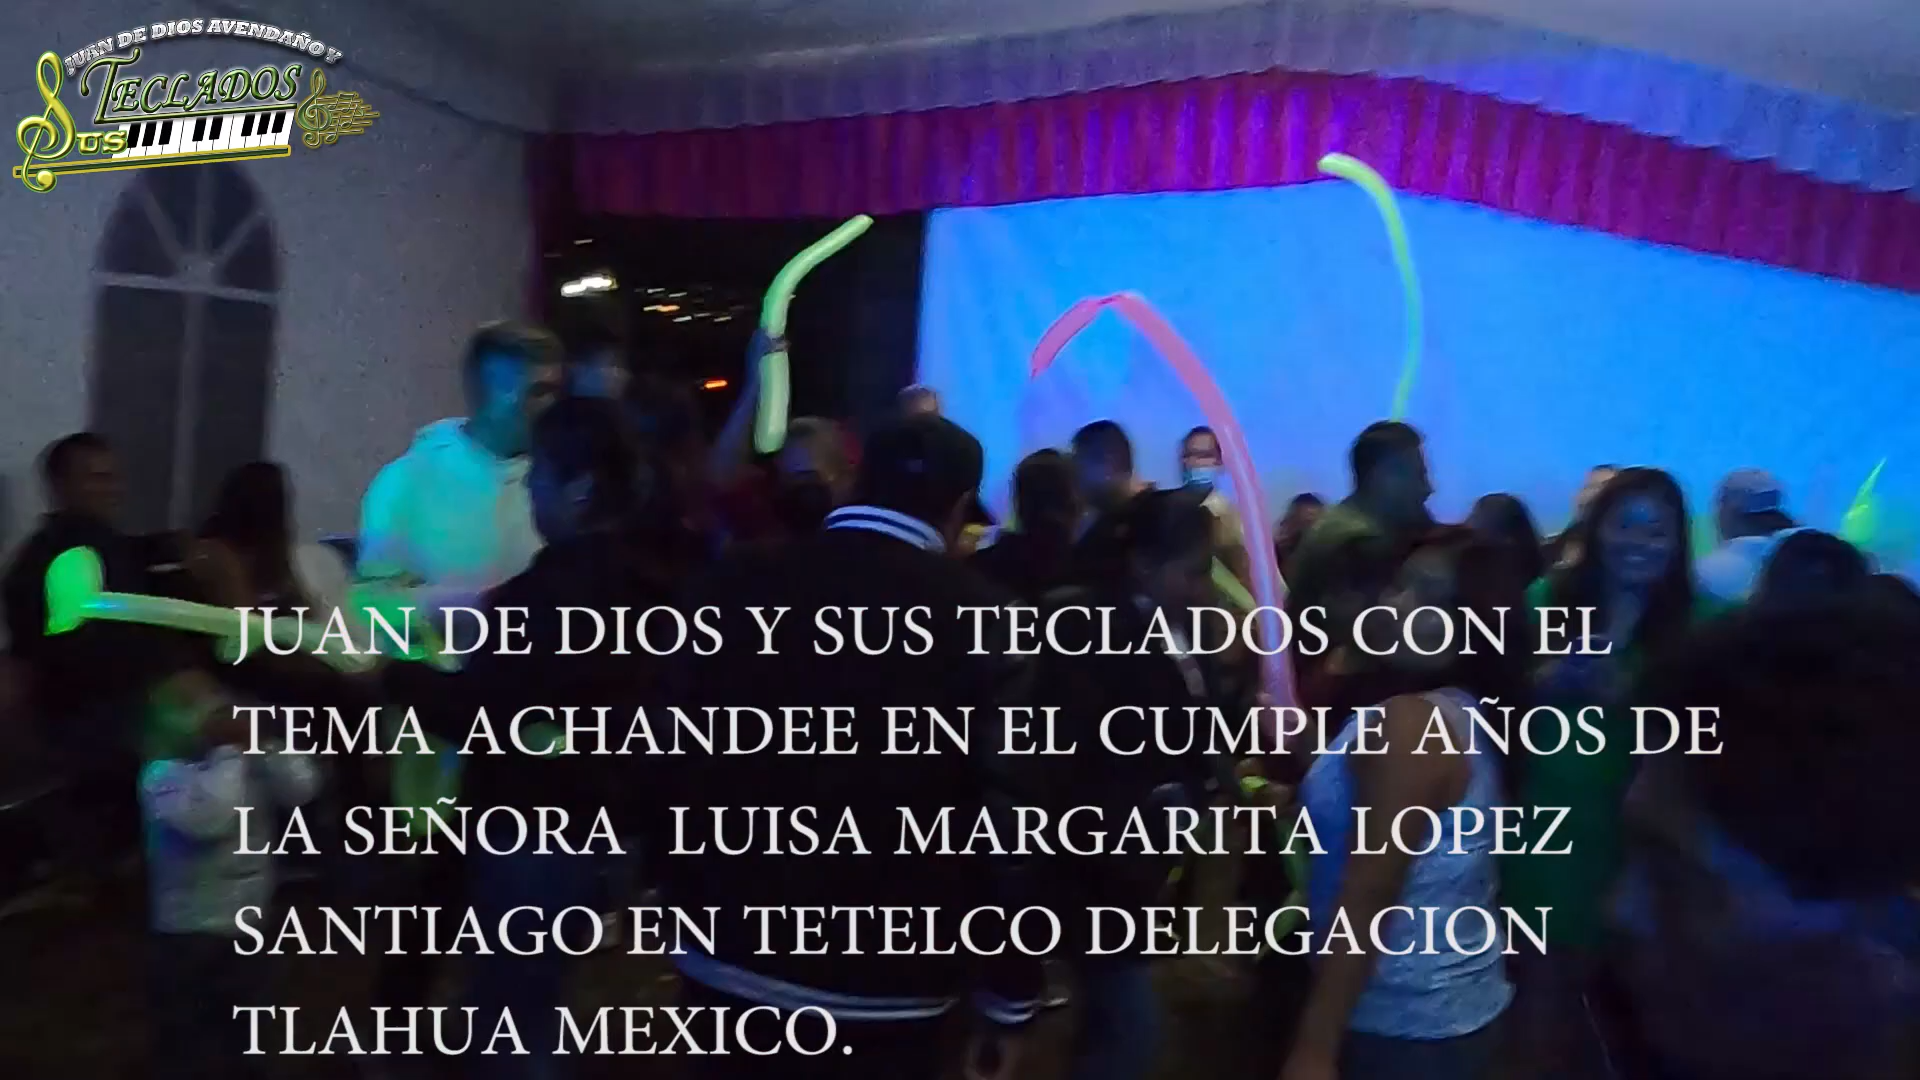 JUAN DE DIOS AVENDAÑO Y
SUS TECLADOS
JUAN DE DIOS Y SUS TECLADOS CON EL
TEMA ACHANDEE EN EL CUMPLE AÑOS DE
LA SEÑORA  LUISA MARGARITA LOPEZ
SANTIAGO EN TETELCO DELEGACION
TLAHUA MEXICO.